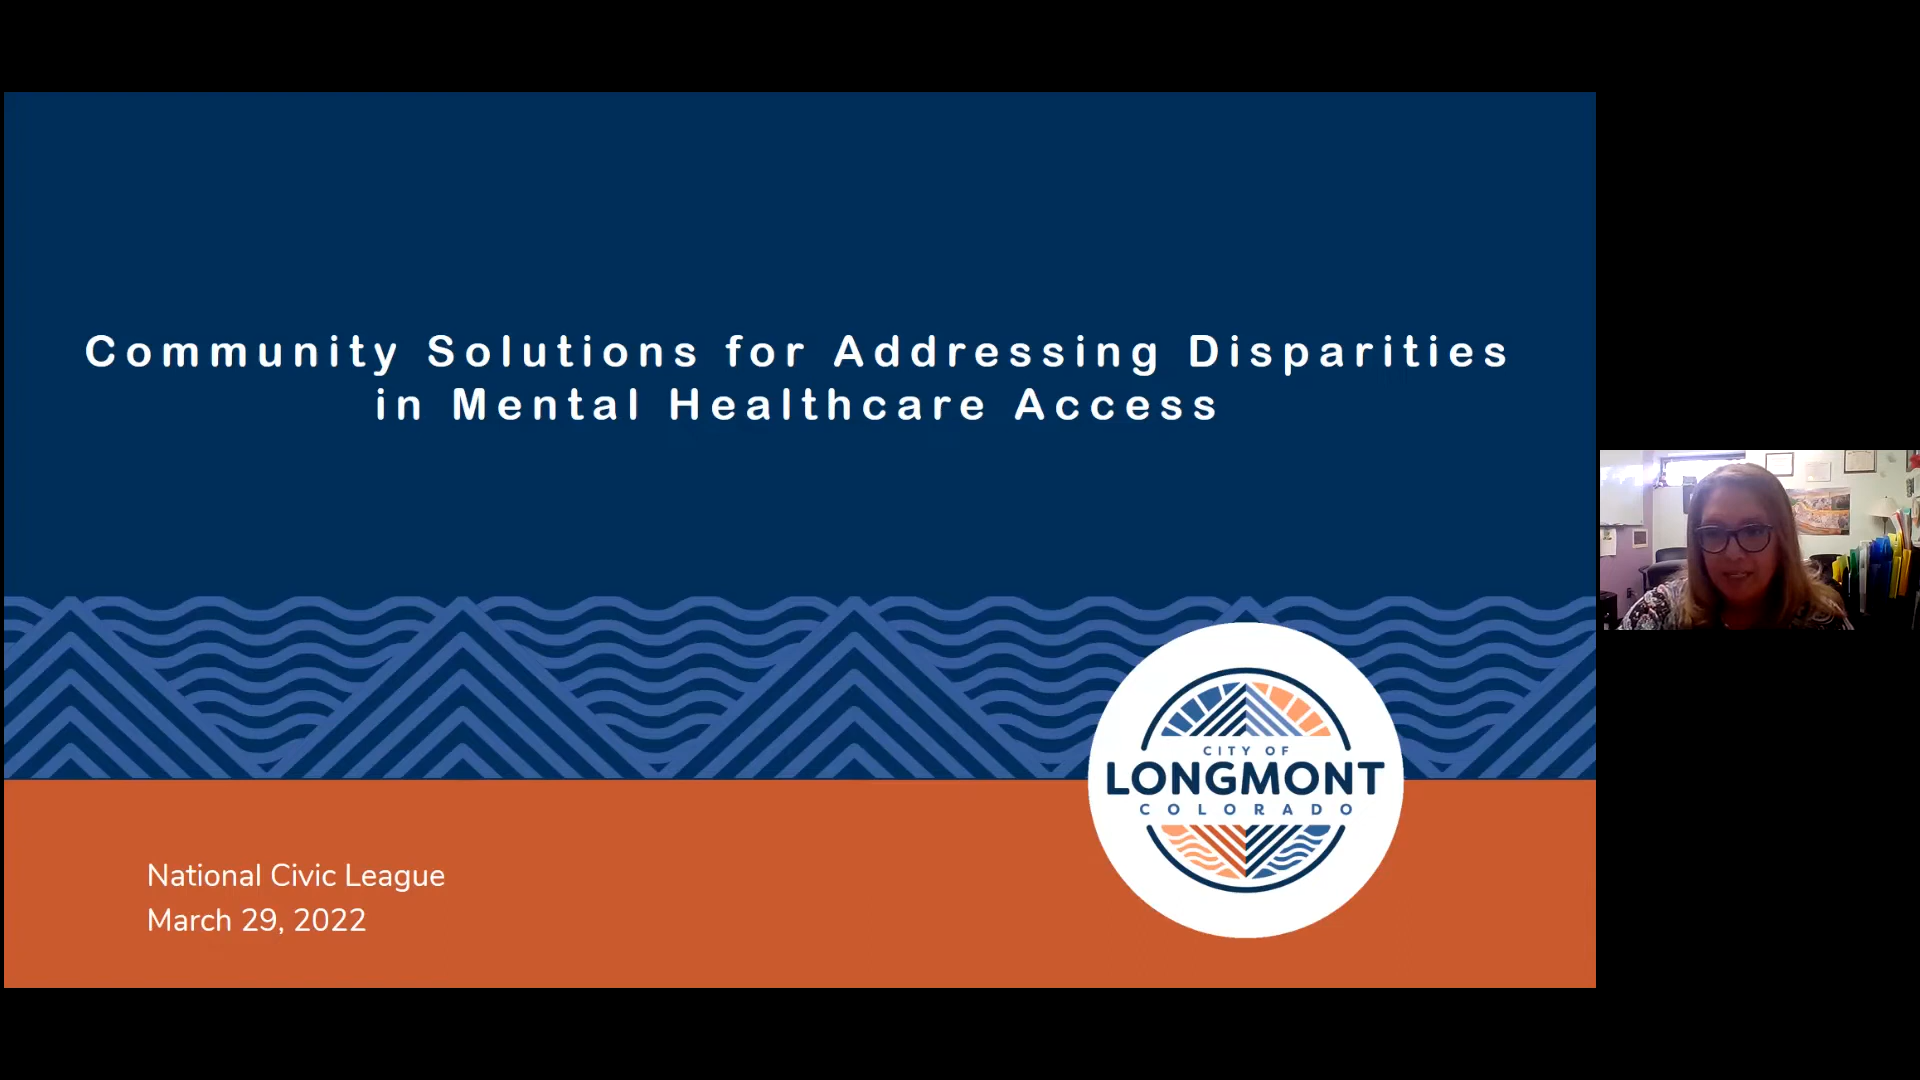 Community Solutions for Addressing Disparities
in Mental Healthcare Access
CITY OF
LONGMONT
COLORADO
National Civic League
March 29, 2022